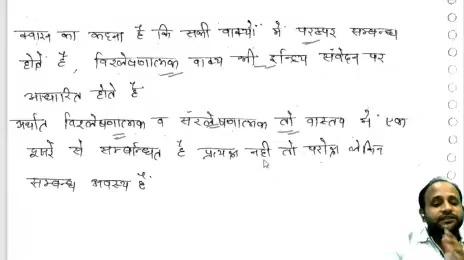 क्वाइन का कहना है कि सभी वाक्यों में परस्पर सम्बन्ध
होते है, विश्लेषणात्मक वाक्य भी इन्द्रिय संवेदन पर
आधारित होते है
अर्थात विश्लेषणात्मक व संश्लेषणात्मक तो वास्तव में एक
दूसरे से सम्बन्धित है प्रत्यक्ष नही तो परोक्ष लेकिन
सम्बन्ध अवश्य है